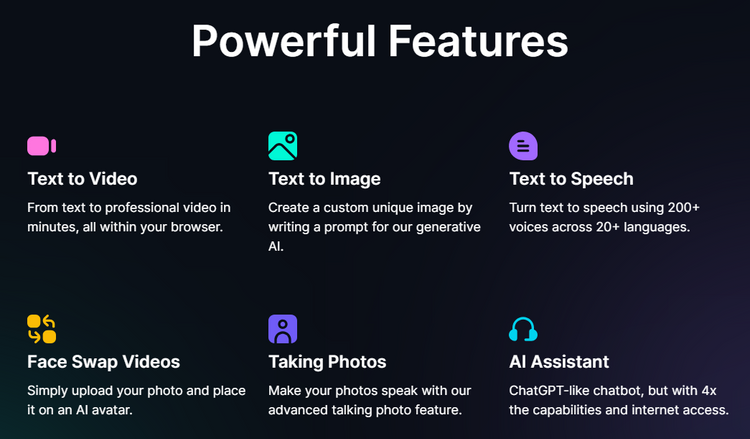 Powerful Features
Text to Video
From text to professional video in
minutes, all within your browser.
Text to Image
Create a custom unique image by
writing a prompt for our generative
AI.
Text to Speech
Turn text to speech using 200+
voices across 20+ languages.
Face Swap Videos
Simply upload your photo and place
it on an AI avatar.
Taking Photos
Make your photos speak with our
advanced talking photo feature.
AI Assistant
ChatGPT-like chatbot, but with 4x
the capabilities and internet access.